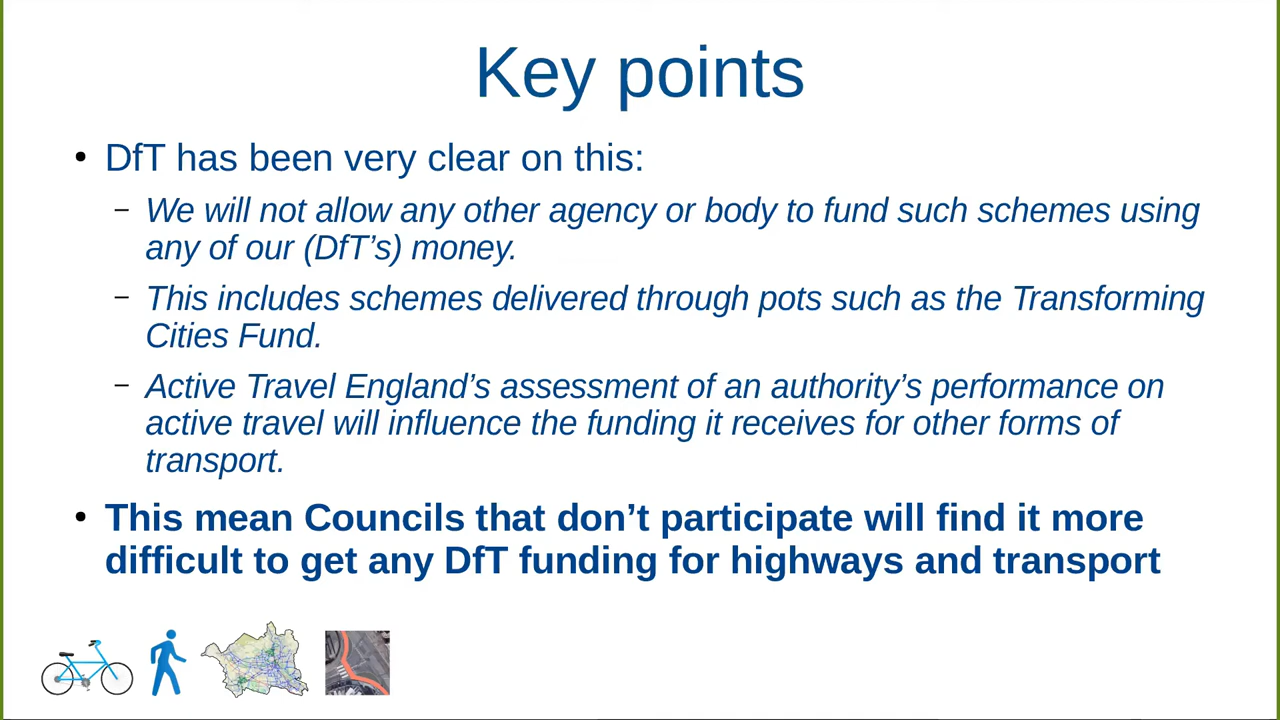 Key points
• DfT has been very clear on this:
– We will not allow any other agency or body to fund such schemes using
any of our (DfT’s) money.
– This includes schemes delivered through pots such as the Transforming
Cities Fund.
– Active Travel England’s assessment of an authority’s performance on
active travel will influence the funding it receives for other forms of
transport.
• This mean Councils that don’t participate will find it more
difficult to get any DfT funding for highways and transport